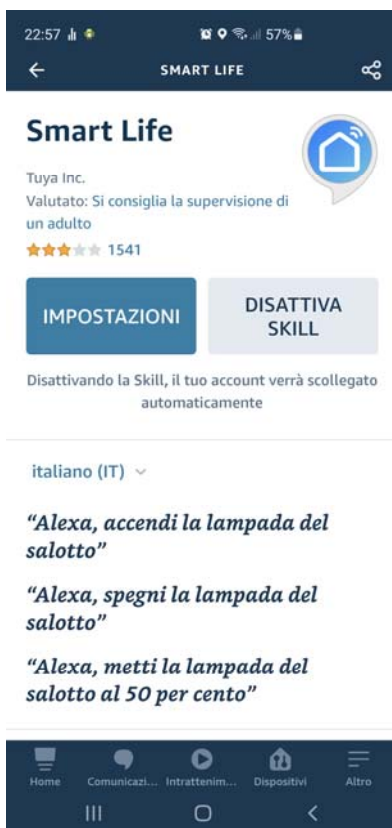 22:57 57%
SMART LIFE
Smart Life
Tuya Inc.
Valutato: Si consiglia la supervisione di
un adulto
1541
IMPOSTAZIONI
DISATTIVA
SKILL
Disattivando la Skill, il tuo account verrà scollegato
automaticamente
italiano (IT)
“Alexa, accendi la lampada del
salotto”
“Alexa, spegni la lampada del
salotto”
“Alexa, metti la lampada del
salotto al 50 per cento”
Home Comunicazi... Intrattenim... Dispositivi Altro